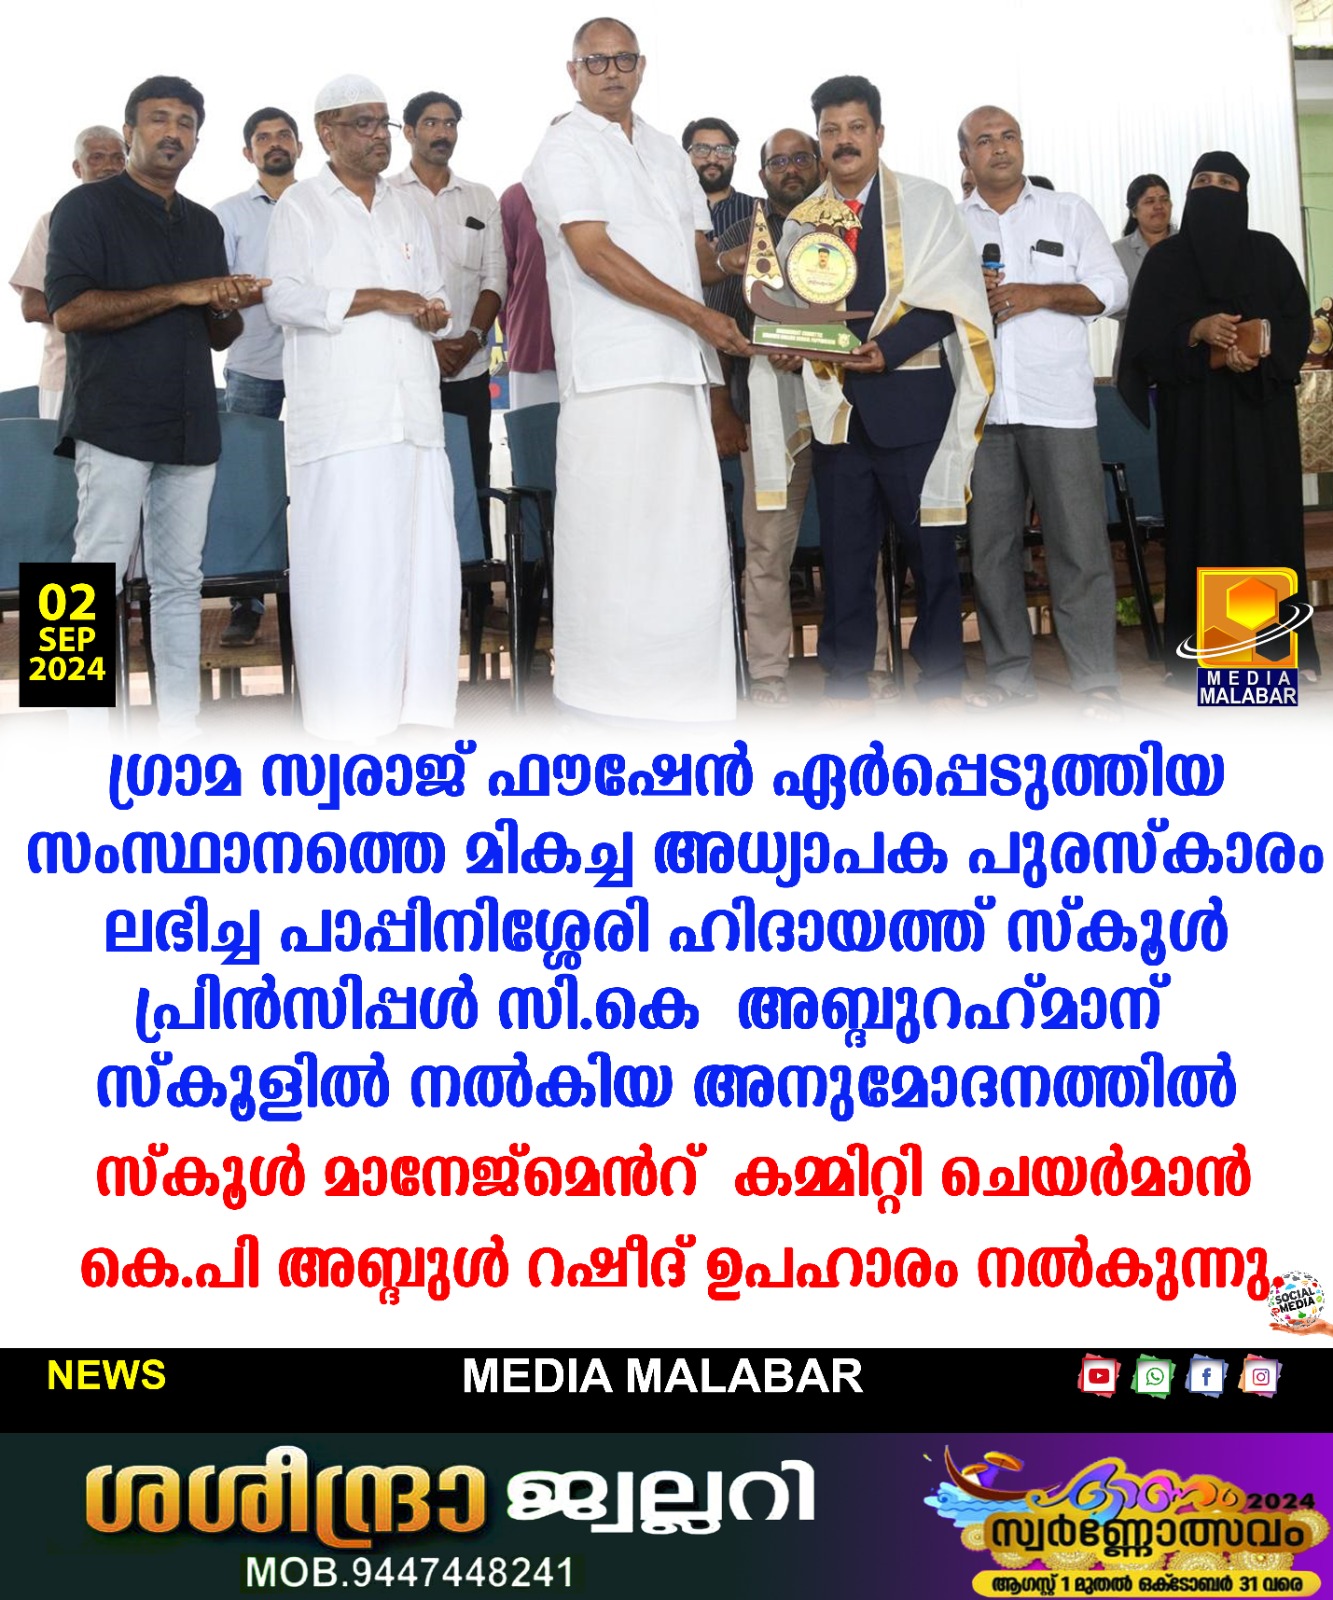 02
SEP
2024
MEDIA
MALABAR
ഗ്രാമ സ്വരാജ് ഫൗഷേൻ ഏർപ്പെടുത്തിയ
സംസ്ഥാനത്തെ മികച്ച അധ്യാപക പുരസ്കാരം
ലഭിച്ച പാപ്പിനിശ്ശേരി ഹിദായത്ത് സ്കൂൾ
പ്രിൻസിപ്പൾ സി.കെ അബ്ദുറഹ്‌മാന്
സ്കൂളിൽ നൽകിയ അനുമോദനത്തിൽ
സ്കൂൾ മാനേജ്മെൻറ് കമ്മിറ്റി ചെയർമാൻ
കെ.പി അബ്ദുൾ റഷീദ് ഉപഹാരം നൽകുന്നു.
SOCIAL
MEDIA
NEWS MEDIA MALABAR
ശശീന്ദ്രാ ജ്വല്ലറി
MOB.9447448241
ഓണം 2024
സ്വർണ്ണോത്സവം
ആഗസ്റ്റ് 1 മുതൽ ഒക്ടോബർ 31 വരെ